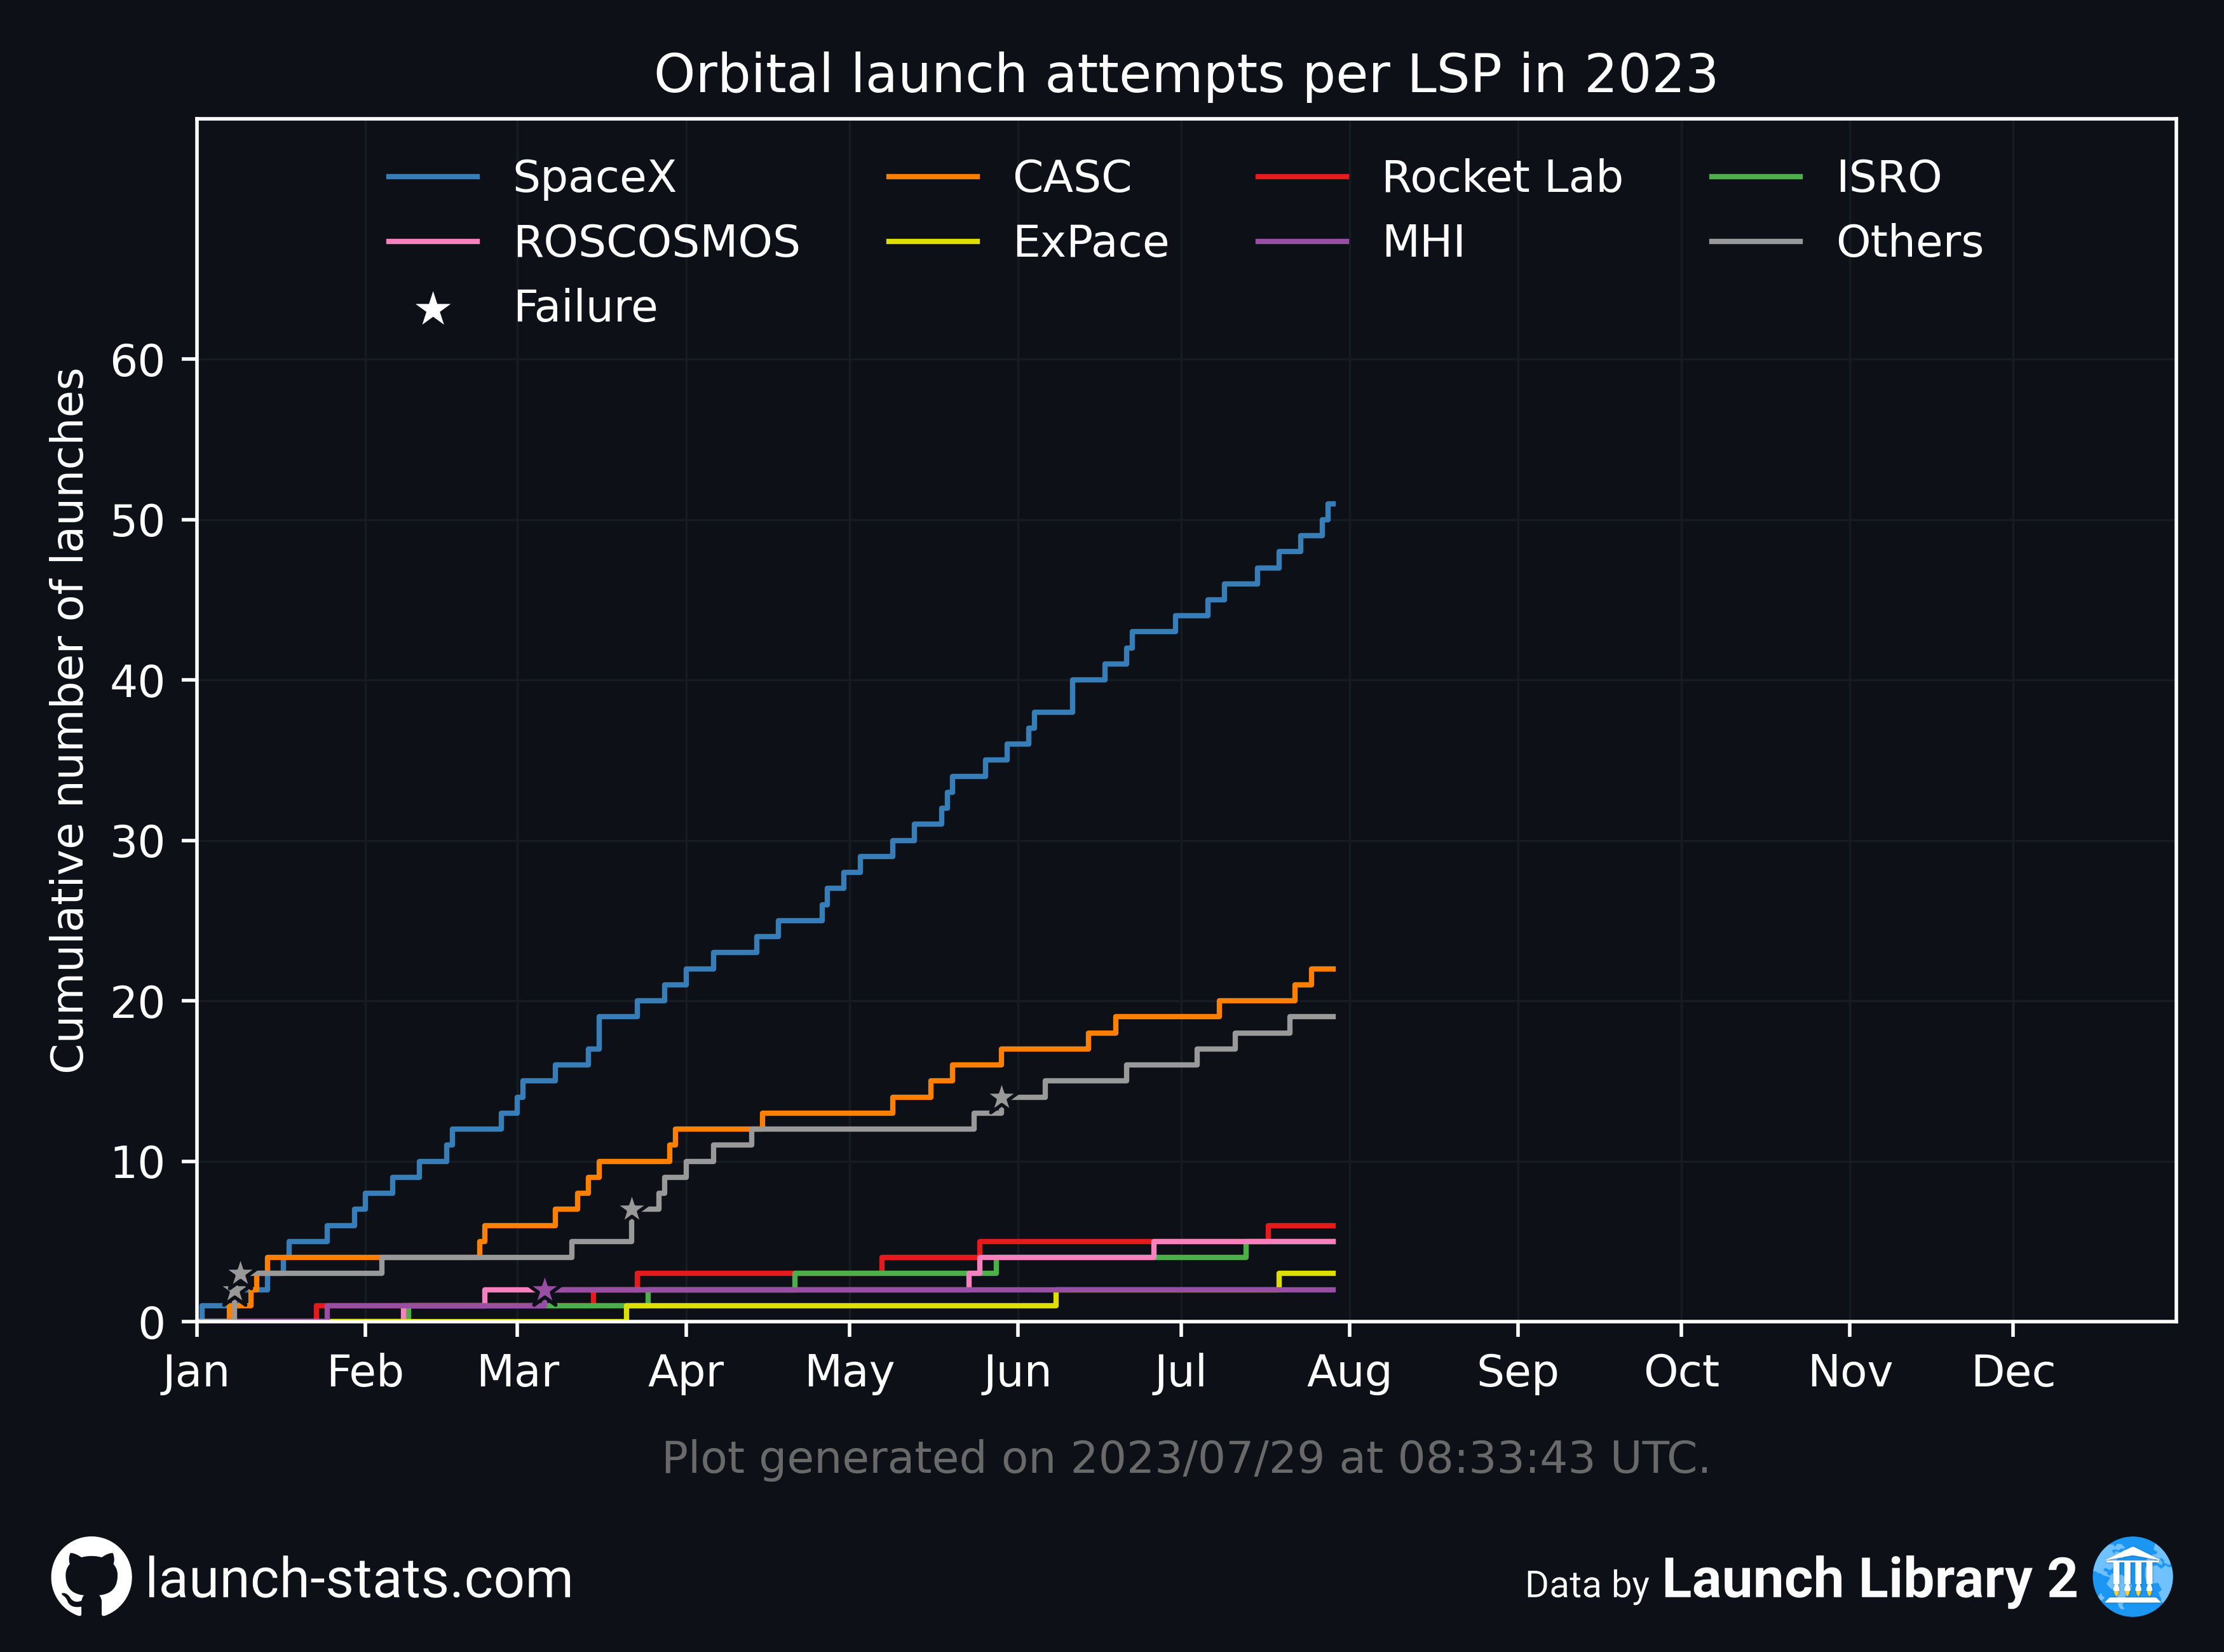 Orbital launch attempts per LSP in 2023
SpaceX CASC Rocket Lab ISRO
ROSCOSMOS ExPace MHI Others
Failure
Cumulative number of launches
60
50
40
30
20
10
0
Jan Feb Mar Apr May Jun Jul Aug Sep Oct Nov Dec
Plot generated on 2023/07/29 at 08:33:43 UTC.
launch-stats.com
Data by Launch Library 2